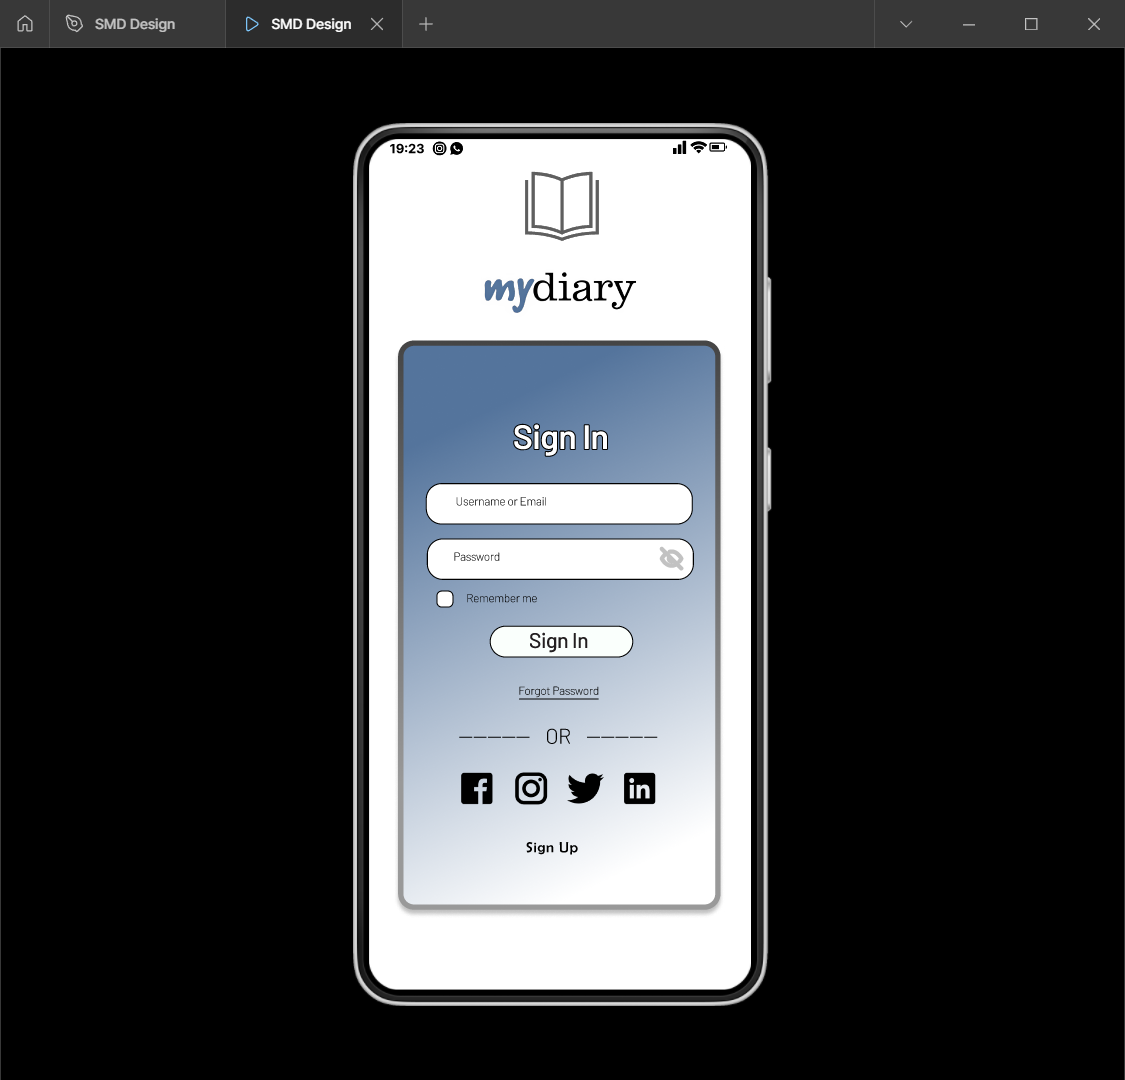 SMD Design
SMD Design
19:23
mydiary
Sign In
Username or Email
Password
Remember me
Sign In
Forgot Password
————— OR —————
Sign Up